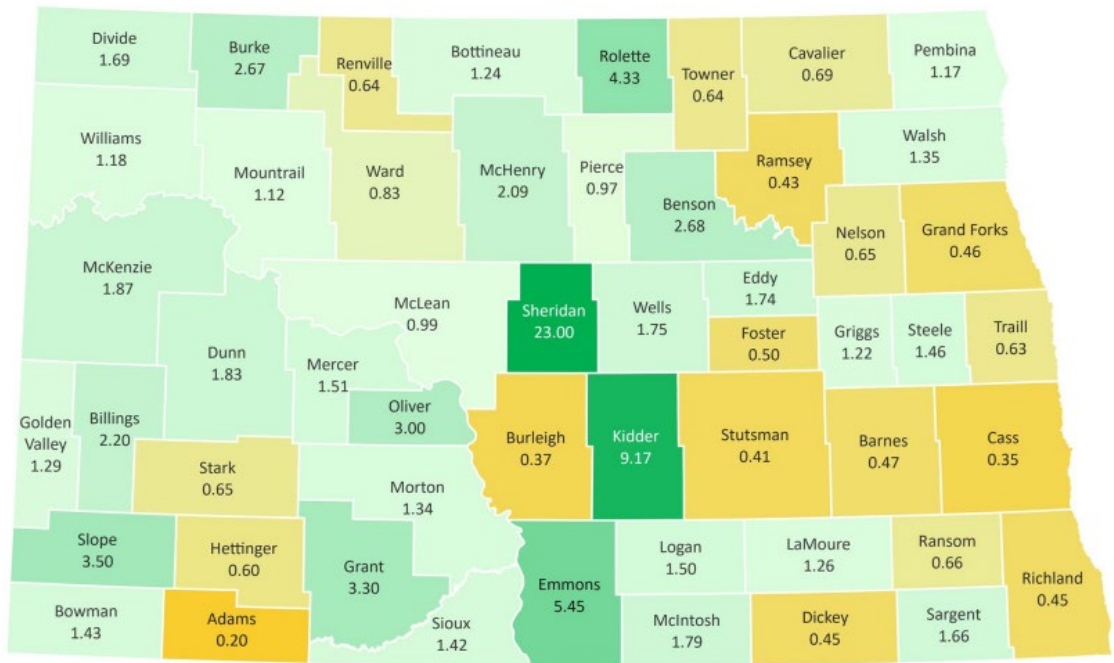 Divide
1.69
Burke
2.67
Renville
0.64
Bottineau
1.24
Rolette
4.33
Towner
0.64
Cavalier
0.69
Pembina
1.17
Williams
1.18
Mountrail
1.12
Ward
0.83
McHenry
2.09
Pierce
0.97
Benson
2.68
Ramsey
0.43
Walsh
1.35
Nelson
0.65
Grand Forks
0.46
McKenzie
1.87
Dunn
1.83
McLean
0.99
Mercer
1.51
Oliver
3.00
Sheridan
23.00
Wells
1.75
Eddy
1.74
Foster
0.50
Griggs
1.22
Steele
1.46
Traill
0.63
Golden
Valley
1.29
Billings
2.20
Stark
0.65
Morton
1.34
Burleigh
0.37
Kidder
9.17
Stutsman
0.41
Barnes
0.47
Cass
0.35
Slope
3.50
Hettinger
0.60
Grant
3.30
Emmons
5.45
Logan
1.50
LaMoure
1.26
Ransom
0.66
Richland
0.45
Bowman
1.43
Adams
0.20
Sioux
1.42
McIntosh
1.79
Dickey
0.45
Sargent
1.66